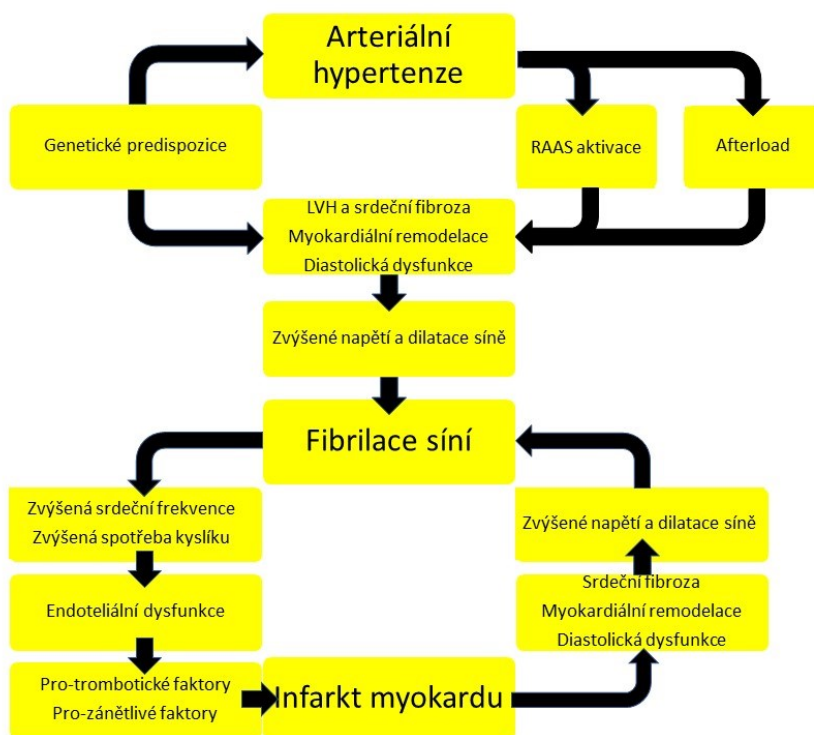 Arteriální
hypertenze
Genetické predispozice
RAAS aktivace
Afterload
LVH a srdeční fibroza
Myokardiální remodelace
Diastolická dysfunkce
Zvýšené napětí a dilatace síně
Fibrilace síní
Zvýšená srdeční frekvence
Zvýšená spotřeba kyslíku
Zvýšené napětí a dilatace síně
Endoteliální dysfunkce
Srdeční fibroza
Myokardiální remodelace
Diastolická dysfunkce
Pro-trombotické faktory
Pro-zánětlivé faktory
Infarkt myokardu